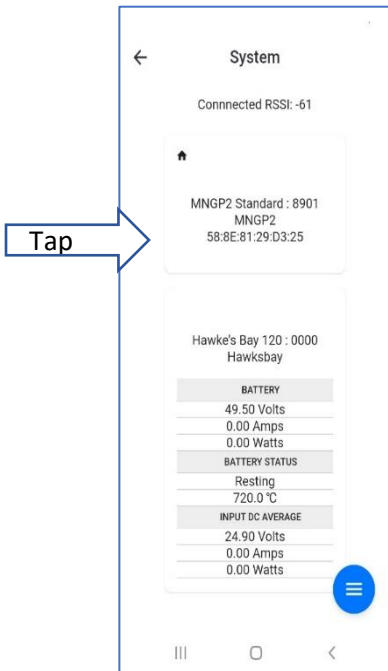 System
Connnected RSSI: -61
MNGP2 Standard : 8901
MNGP2
58:8E:81:29:D3:25
Tap
Hawke's Bay 120 : 0000
Hawksbay
BATTERY
49.50 Volts
0.00 Amps
0.00 Watts
BATTERY STATUS
Resting
720.0 ℃
INPUT DC AVERAGE
24.90 Volts
0.00 Amps
0.00 Watts